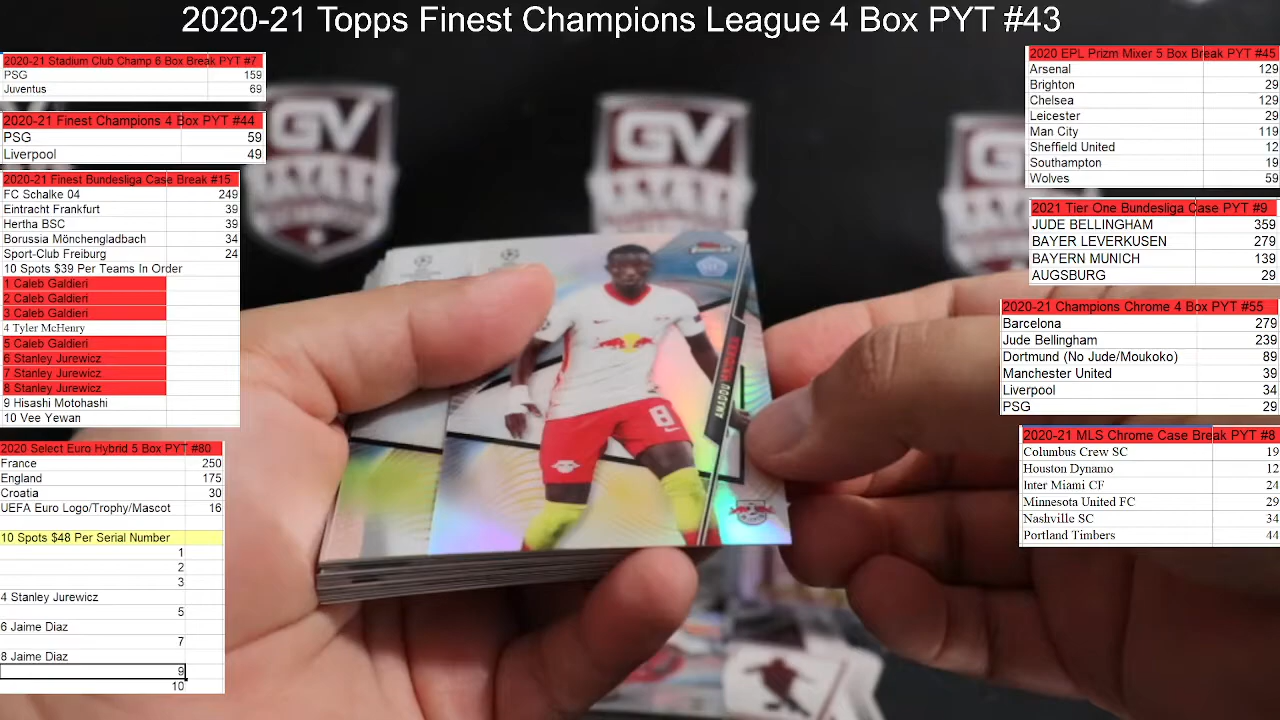 2020-21 Topps Finest Champions League 4 Box PYT #43
2020-21 Stadium Club Champ 6 Box Break PYT #7
PSG 159
Juventus 69
2020-21 Finest Champions 4 Box PYT #44
PSG 59
Liverpool 49
2020-21 Finest Bundesliga Case Break #15
FC Schalke 04 249
Eintracht Frankfurt 39
Hertha BSC 39
Borussia Mönchengladbach 34
Sport-Club Freiburg 24
10 Spots $39 Per Teams In Order
1 Caleb Galdieri
2 Caleb Galdieri
3 Caleb Galdieri
4 Tyler McHenry
5 Caleb Galdieri
6 Stanley Jurewicz
7 Stanley Jurewicz
8 Stanley Jurewicz
9 Hisashi Motohashi
10 Vee Yewan
2020 Select Euro Hybrid 5 Box PYT #80
France 250
England 175
Croatia 30
UEFA Euro Logo/Trophy/Mascot 16
10 Spots $48 Per Serial Number
1
2
3
4 Stanley Jurewicz
5
6 Jaime Diaz
7
8 Jaime Diaz
9
10
GV
GV
GV
AMADOU
8
2020 EPL Prizm Mixer 5 Box Break PYT #45
Arsenal 129
Brighton 29
Chelsea 129
Leicester 29
Man City 119
Sheffield United 12
Southampton 19
Wolves 59
2021 Tier One Bundesliga Case PYT #9
JUDE BELLINGHAM 359
BAYER LEVERKUSEN 279
BAYERN MUNICH 139
AUGSBURG 29
2020-21 Champions Chrome 4 Box PYT #55
Barcelona 279
Jude Bellingham 239
Dortmund (No Jude/Moukoko) 89
Manchester United 39
Liverpool 34
PSG 29
2020-21 MLS Chrome Case Break PYT #8
Columbus Crew SC 19
Houston Dynamo 12
Inter Miami CF 24
Minnesota United FC 29
Nashville SC 34
Portland Timbers 44